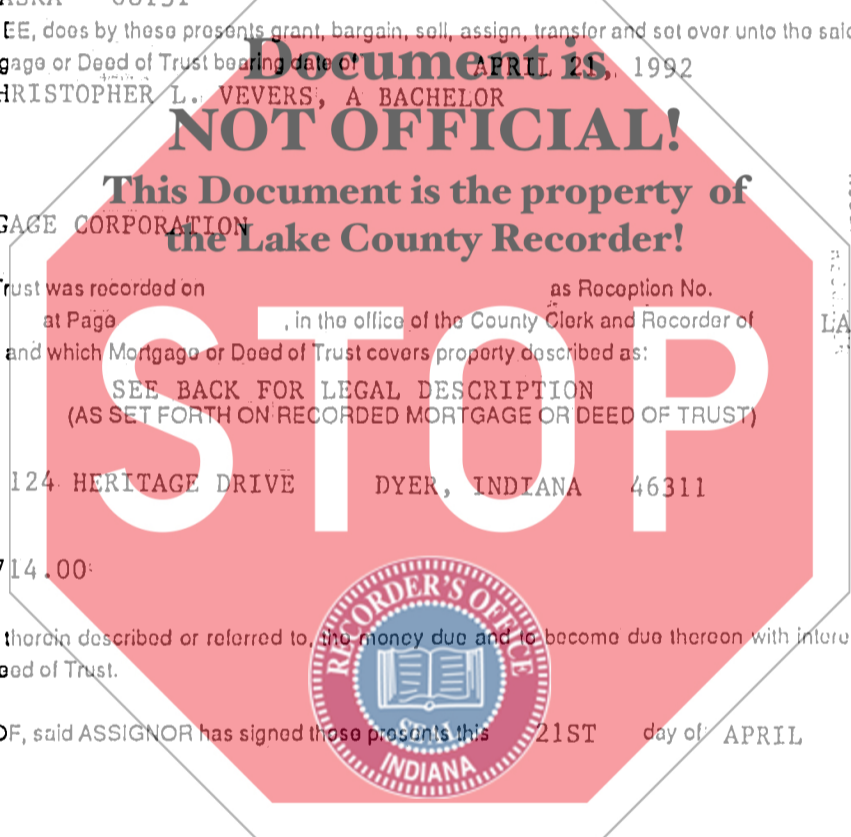 EE, does by these presents grant, bargain, sell, assign, transfer and set over unto the said
gage or Deed of Trust bearing date of APRIL 21, 1992
Document is
HRISTOPHER L. VEVERS, A BACHELOR
NOT OFFICIAL!
This Document is the property of
GAGE CORPORATION
the Lake County Recorder!
rust was recorded on as Reception No.
at Page , in the office of the County Clerk and Recorder of LA
and which Mortgage or Deed of Trust covers property described as:
STOP
SEE BACK FOR LEGAL DESCRIPTION
(AS SET FORTH ON RECORDED MORTGAGE OR DEED OF TRUST)
124 HERITAGE DRIVE DYER, INDIANA 46311
714.00
RECORDER'S OFFICE
therein described or referred to, the money due and to become due thereon with intere
eed of Trust.
SEAL
OF, said ASSIGNOR has signed those presents this 21ST day of APRIL
INDIANA